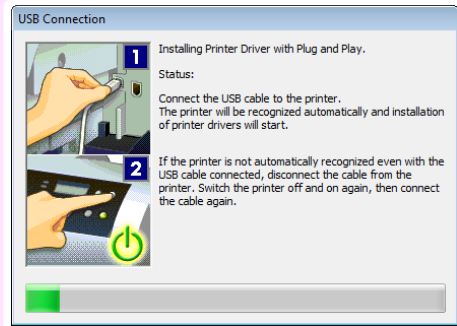 USB Connection
1
Installing Printer Driver with Plug and Play.
Status:
Connect the USB cable to the printer.
The printer will be recognized automatically and installation
of printer drivers will start.
2
If the printer is not automatically recognized even with the
USB cable connected, disconnect the cable from the
printer. Switch the printer off and on again, then connect
the cable again.